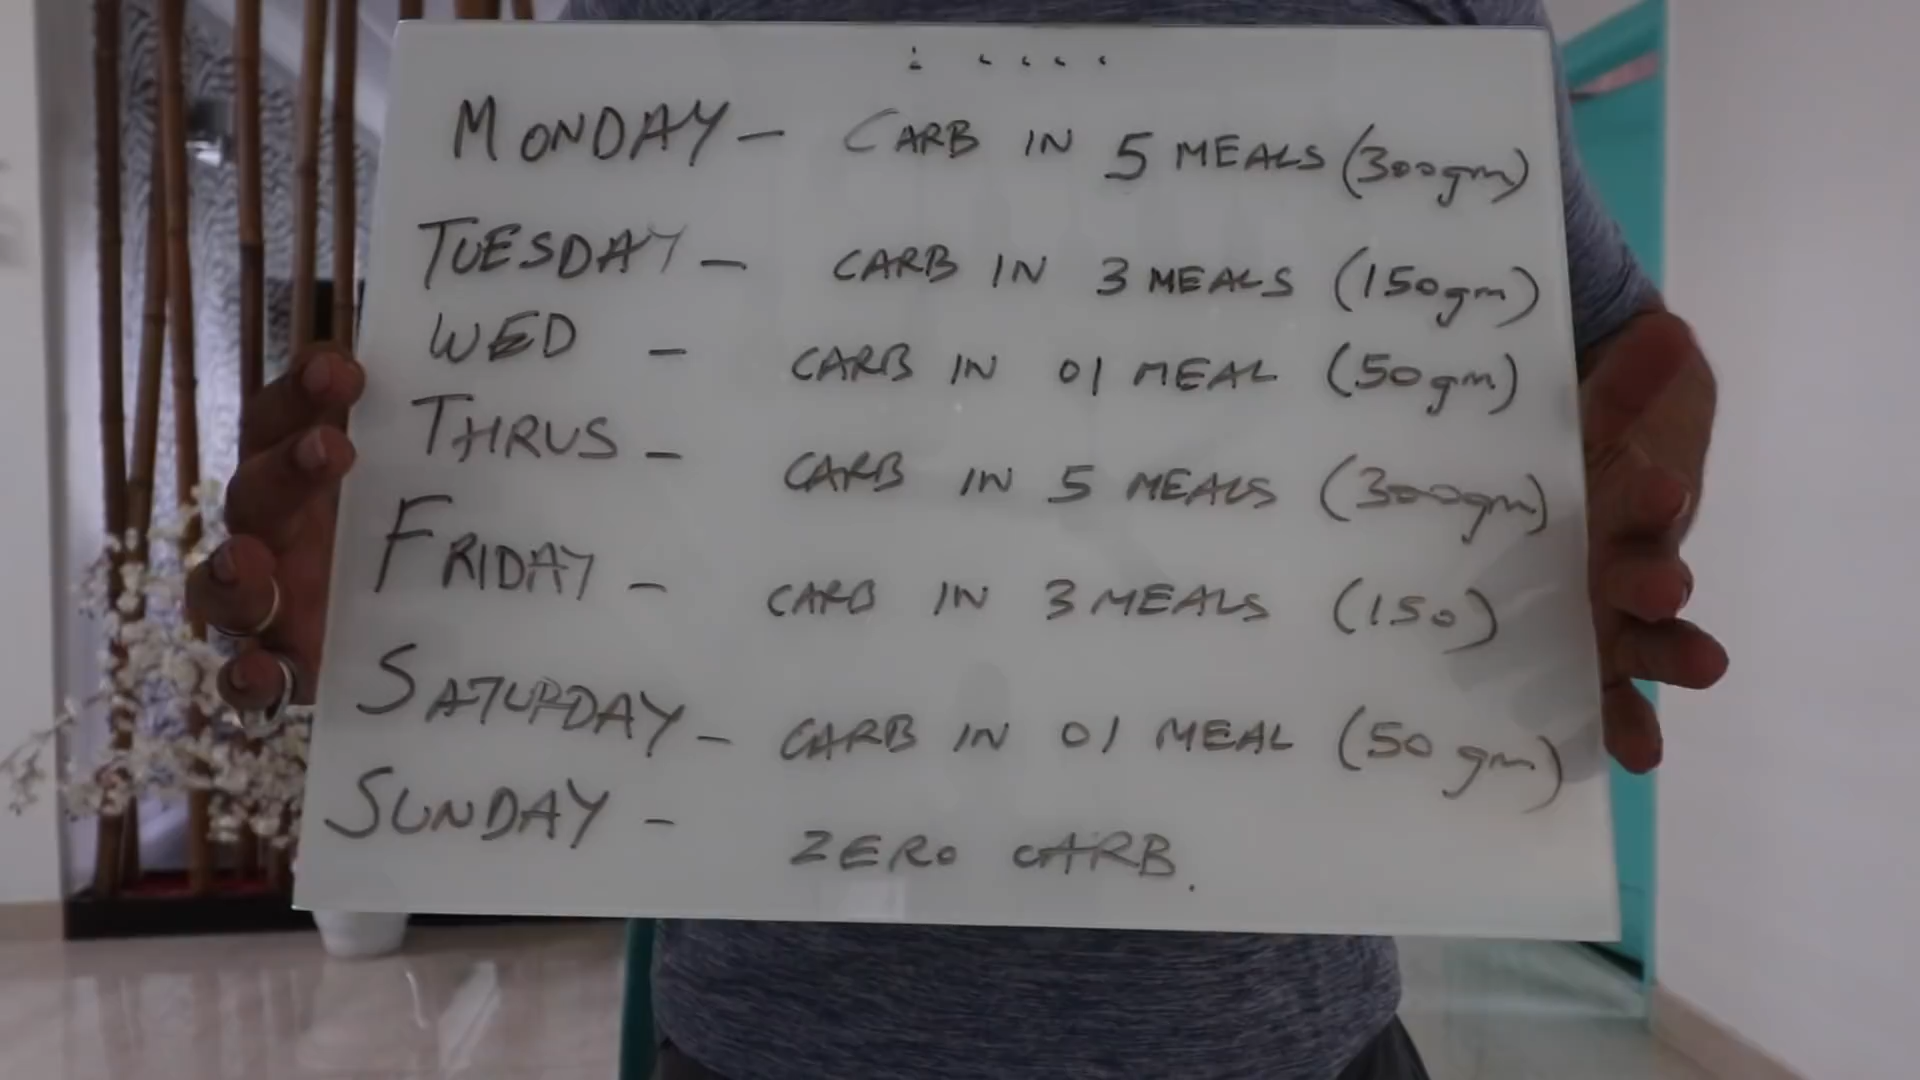 MONDAY - CARB IN 5 MEALS (300gm)
TUESDAY - CARB IN 3 MEALS (150gm)
WED - CARB IN 01 MEAL (50gm)
THRUS - CARB IN 5 MEALS (300gm)
FRIDAY - CARB IN 3 MEALS (150)
SATURDAY - CARB IN 01 MEAL (50 gm)
SUNDAY - ZERO CARB.